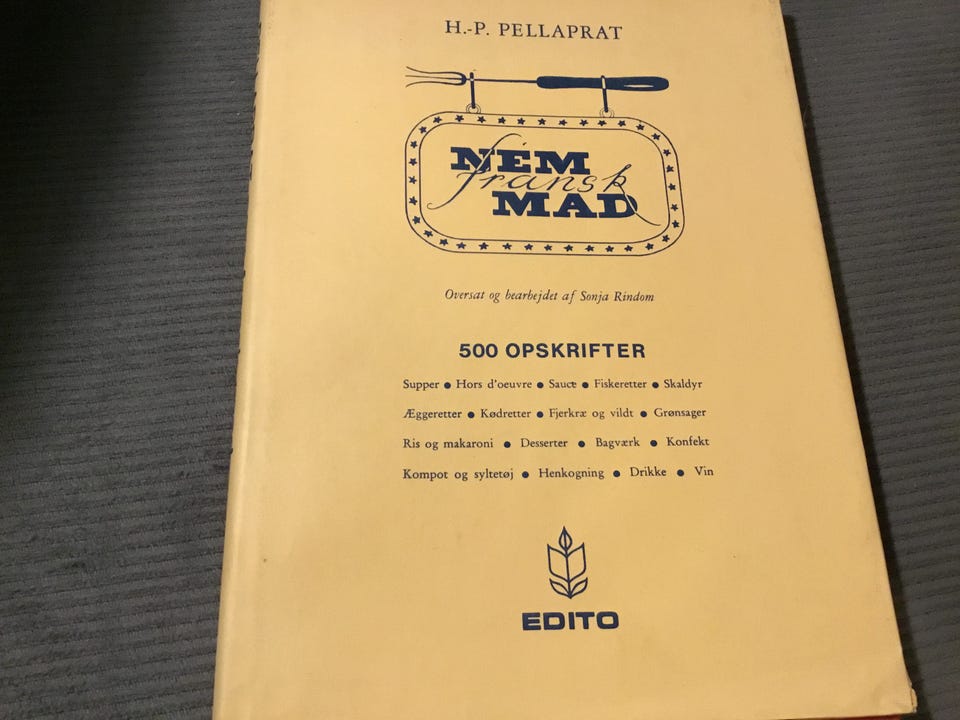 H.-P. PELLAPRAT
NEM
fransk
MAD
Oversat og bearbejdet af Sonja Rindom
500 OPSKRIFTER
Supper ● Hors d'oeuvre ● Sauce ● Fiskeretter ● Skaldyr
Æggeretter ● Kødretter ● Fjerkræ og vildt ● Grønsager
Ris og makaroni ● Desserter ● Bagværk ● Konfekt
Kompot og syltetøj ● Henkogning ● Drikke ● Vin
EDITO